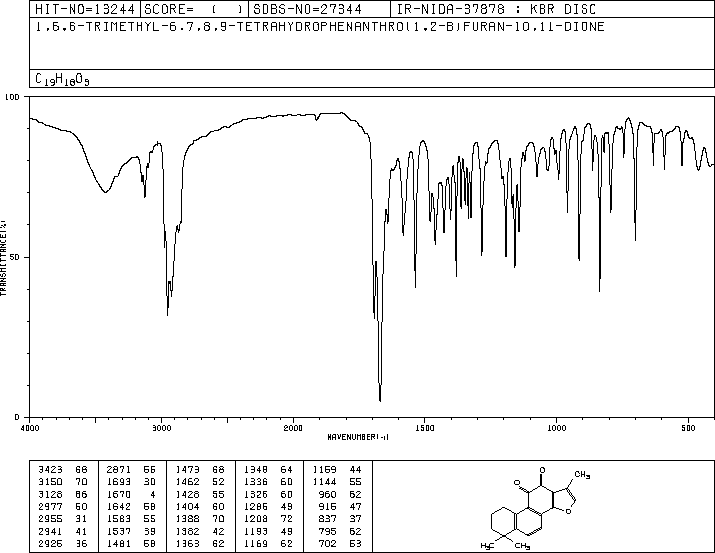 HIT-NO=13244 SCORE= ( ) SDBS-NO=27344 IR-NIDA-37878 : KBR DISC
1,6,6-TRIMETHYL-6,7,8,9-TETRAHYDROPHENANTHRO(1,2-B)FURAN-10,11-DIONE
C19H18O3
100
50
0
TRANSMITTANCE(%)
4000 3000 2000 1500 1000 500
WAVENUMBER(-1)
3423 68 2871 56 1479 68 1348 64 1159 44
3150 70 1693 30 1462 52 1336 60 1144 55
3128 66 1670 4 1428 55 1326 60 960 62
2977 50 1642 58 1404 60 1286 49 916 47
2955 31 1583 55 1388 70 1208 72 837 37
2941 41 1537 39 1382 42 1193 49 795 62
2926 36 1481 58 1363 62 1169 62 702 53
O
O
CH3
O
H3C
CH3